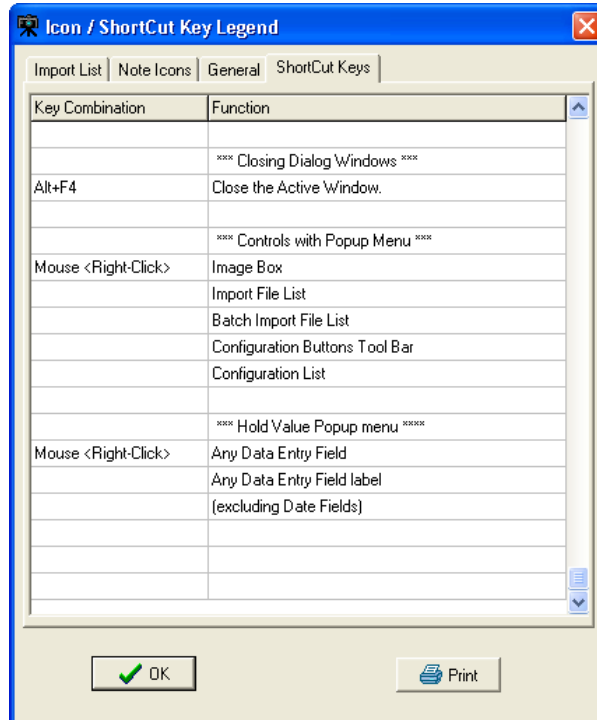 Icon / ShortCut Key Legend
Import List Note Icons General ShortCut Keys
Key Combination Function
*** Closing Dialog Windows ***
Alt+F4 Close the Active Window.
*** Controls with Popup Menu ***
Mouse <Right-Click> Image Box
Import File List
Batch Import File List
Configuration Buttons Tool Bar
Configuration List
*** Hold Value Popup menu ****
Mouse <Right-Click> Any Data Entry Field
Any Data Entry Field label
(excluding Date Fields)
OK Print